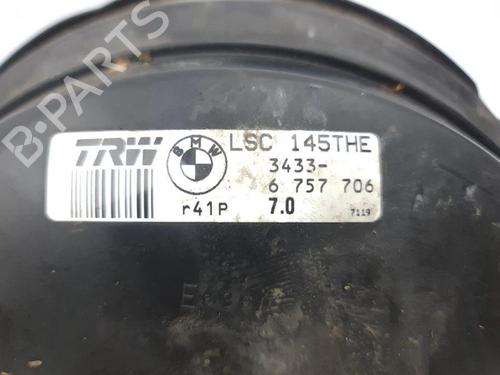 B-PARTS
TRW
BMW
LSC 145THE
3433-
6 757 706
r41P 7.0
7119